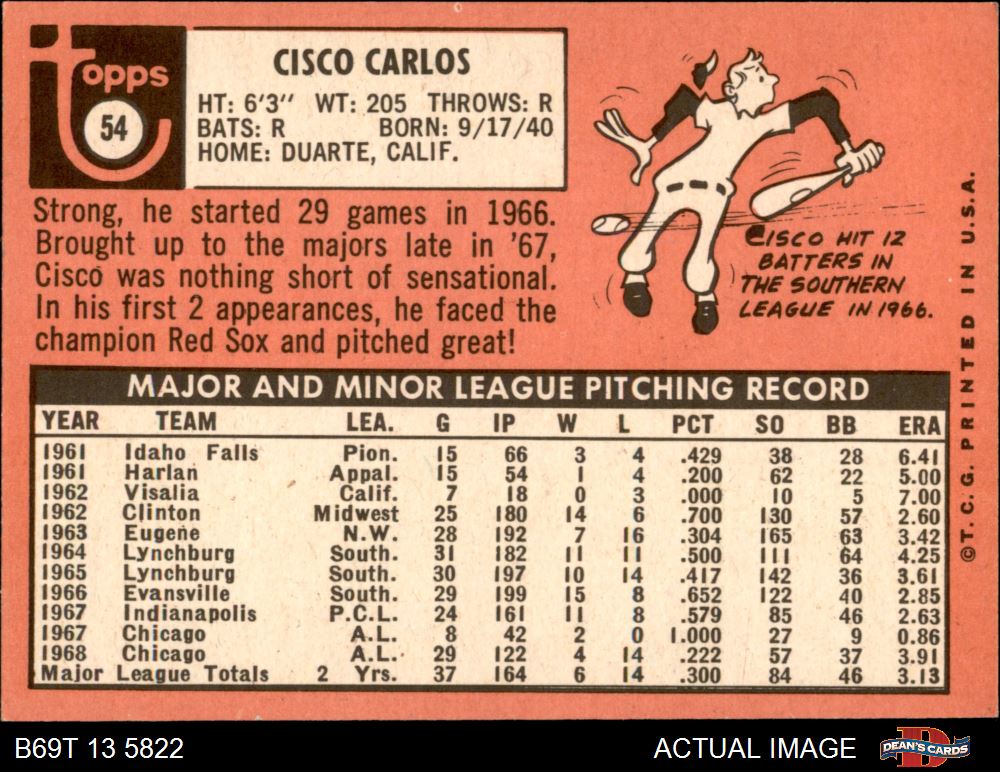 Topps
54
CISCO CARLOS
HT: 6'3" WT: 205 THROWS: R
BATS: R BORN: 9/17/40
HOME: DUARTE, CALIF.
Strong, he started 29 games in 1966.
Brought up to the majors late in '67,
Cisco was nothing short of sensational.
In his first 2 appearances, he faced the
champion Red Sox and pitched great!
CISCO HIT 12
BATTERS IN
THE SOUTHERN
LEAGUE IN 1966.
MAJOR AND MINOR LEAGUE PITCHING RECORD
YEAR TEAM LEA. G IP W L PCT SO BB ERA
1961 Idaho Falls Pion. 15 66 3 4 .429 38 28 6.41
1961 Harlan Appal. 15 54 1 4 .200 62 22 5.00
1962 Visalia Calif. 7 18 0 3 .000 10 5 7.00
1962 Clinton Midwest 25 180 14 6 .700 130 57 2.60
1963 Eugene N.W. 28 192 7 16 .304 165 63 3.42
1964 Lynchburg South. 31 182 11 11 .500 111 64 4.25
1965 Lynchburg South. 30 197 10 14 .417 142 36 3.61
1966 Evansville South. 29 199 15 8 .652 122 40 2.85
1967 Indianapolis P.C.L. 24 161 11 8 .579 85 46 2.63
1967 Chicago A.L. 8 42 2 0 1.000 27 9 0.86
1968 Chicago A.L. 29 122 4 14 .222 57 37 3.91
Major League Totals 2 Yrs. 37 164 6 14 .300 84 46 3.13
©T.C.G. PRINTED IN U.S.A.
B69T 13 5822 ACTUAL IMAGE DEAN'S CARDS